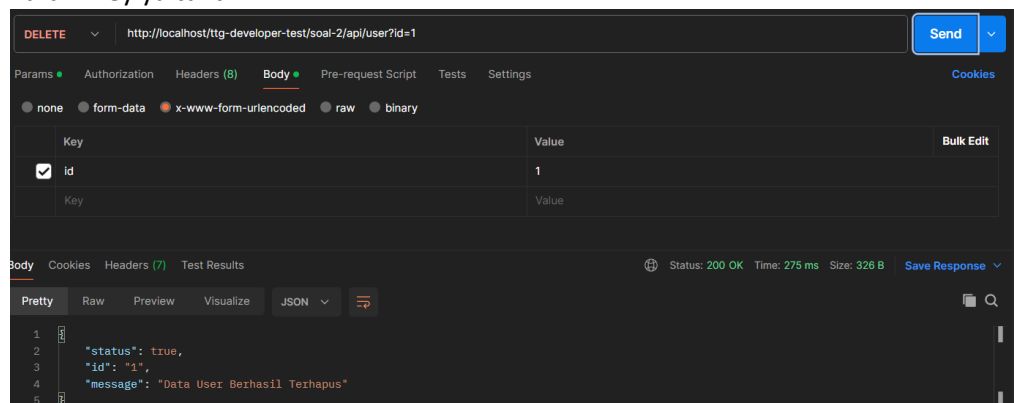 DELETE http://localhost/ttg-developer-test/soal-2/api/user?id=1 Send
Params Authorization Headers (8) Body Pre-request Script Tests Settings Cookies
none form-data x-www-form-urlencoded raw binary
Key Value Bulk Edit
id 1
Key Value
Body Cookies Headers (7) Test Results Status: 200 OK Time: 275 ms Size: 326 B Save Response
Pretty Raw Preview Visualize JSON
1 {
2 "status": true,
3 "id": "1",
4 "message": "Data User Berhasil Terhapus"
5 }